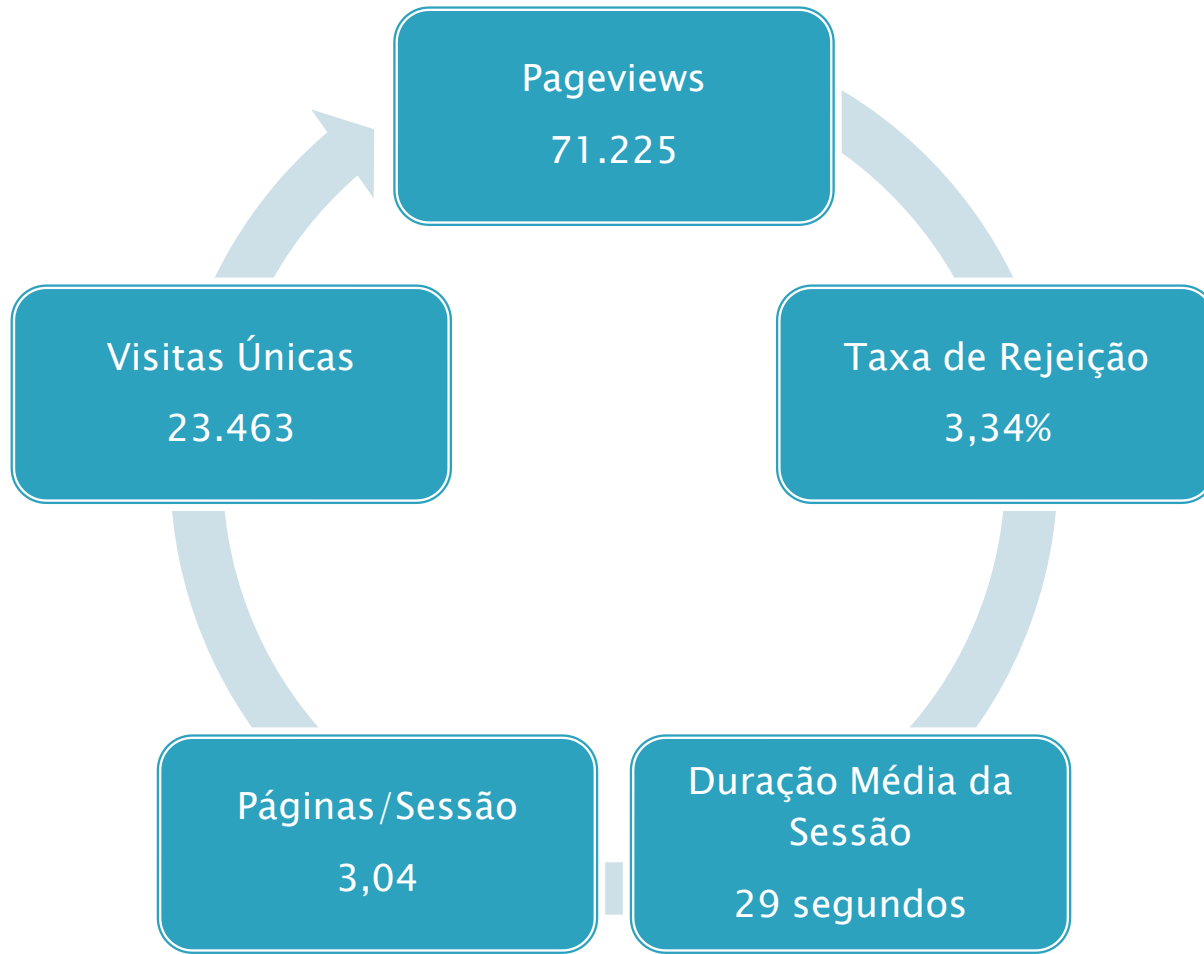 Pageviews
71.225
Visitas Únicas
23.463
Taxa de Rejeição
3,34%
Páginas/Sessão
3,04
Duração Média da
Sessão
29 segundos